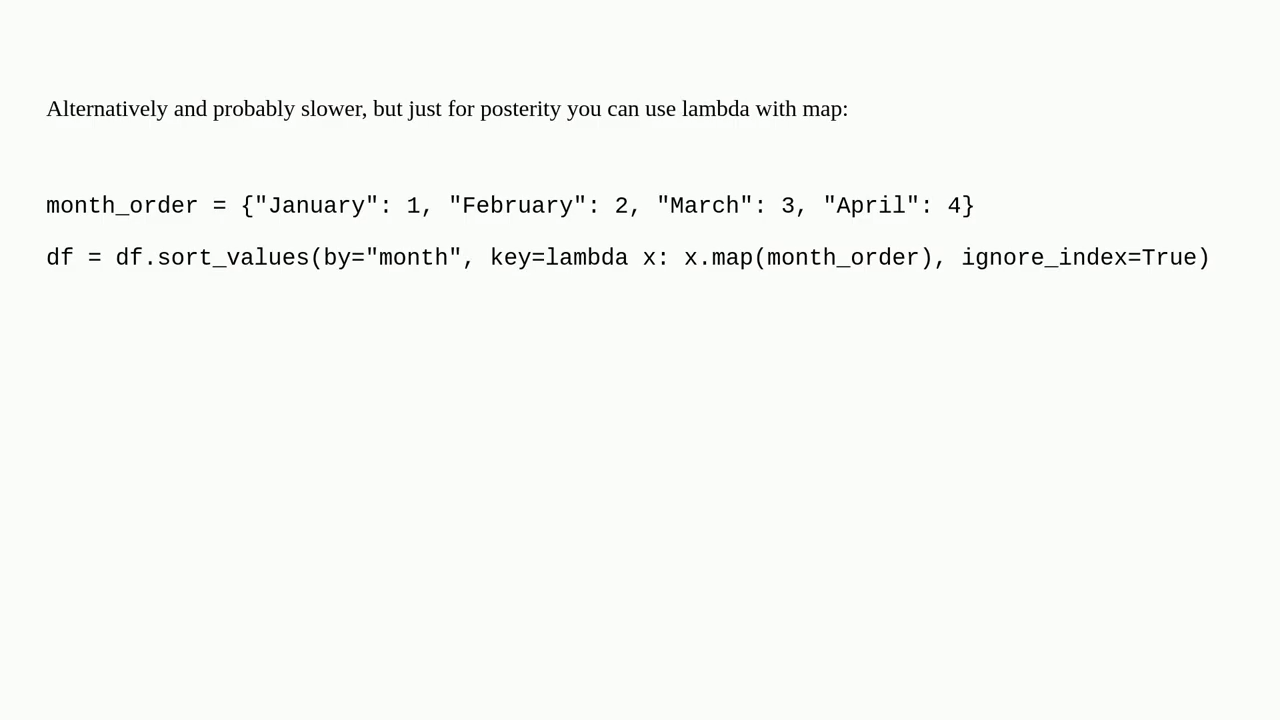 Alternatively and probably slower, but just for posterity you can use lambda with map:
month_order = {"January": 1, "February": 2, "March": 3, "April": 4}
df = df.sort_values(by="month", key=lambda x: x.map(month_order), ignore_index=True)